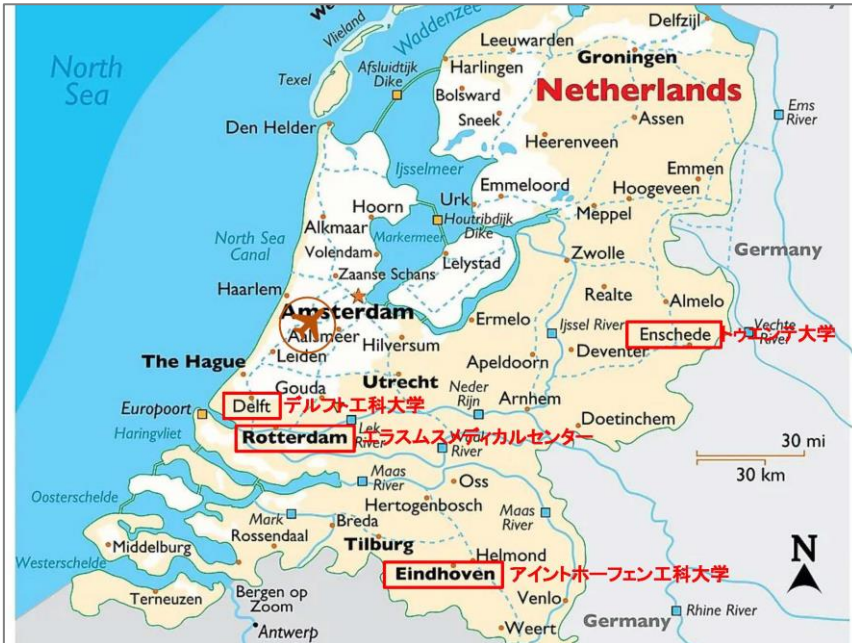 Waddenzee
Vlieland
Delfzijl
North
Sea
Texel
Afsluitdijk
Dike
Leeuwarden
Harlingen
Groningen
Netherlands
Bolsward
Sneek
Assen
Ems
River
Den Helder
Heerenveen
Ijsselmeer
Emmen
Hoogeveen
Emmeloord
Urk
Hoorn
Houtribdijk
Dike
Meppel
Alkmaar
North Sea
Canal
Markermeer
Volendam
Lelystad
Zwolle
Germany
Zaanse Schans
Haarlem
Realte
Almelo
Amsterdam
Ermelo
Aalsmeer
Hilversum
Ijssel River
Enschede
トゥエンテ大学
Vechte
River
Leiden
Apeldoorn
Deventer
The Hague
Utrecht
Gouda
Neder
Rijn
Arnhem
Delft
デルフト工科大学
Europoort
Doetinchem
Haringvliet
Rotterdam
Lek
River
エラスムスメディカルセンター
River
30 mi
30 km
Maas
River
Oss
Oosterschelde
Hertogenbosch
Maas
River
Mark
Breda
Rossendaal
Tilburg
Middelburg
Helmond
N
Westerschelde
Eindhoven
アイントホーフェン工科大学
Terneuzen
Bergen op
Zoom
Venlo
Germany
Rhine River
Weert
Antwerp